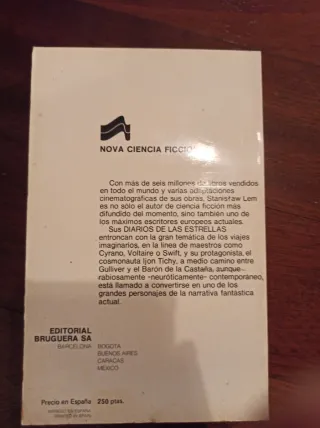 NOVA CIENCIA FICCION
Con más de seis millones de libros vendidos
en todo el mundo y varias adaptaciones
cinematográficas de sus obras, Stanisław Lem
es no sólo el autor de ciencia ficción más
difundido del momento, sino también uno de
los máximos escritores europeos actuales.
Sus DIARIOS DE LAS ESTRELLAS
entroncan con la gran temática de los viajes
imaginarios, en la línea de maestros como
Cyrano, Voltaire o Swift, y su protagonista, el
cosmonauta Ijon Tichy, a medio camino entre
Gulliver y el Barón de la Castaña, aunque
rabiosamente -neuróticamente- contemporáneo,
está llamado a convertirse en uno de los
grandes personajes de la narrativa fantástica
actual.
EDITORIAL
BRUGUERA SA
BARCELONA BOGOTA
BUENOS AIRES
CARACAS
MEXICO
Precio en España 250 ptas.